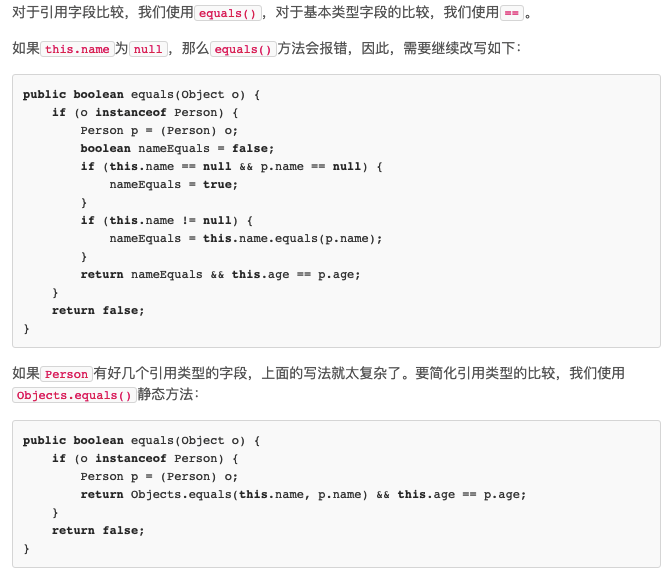 对于引用字段比较，我们使用equals()，对于基本类型字段的比较，我们使用==。
如果this.name为null，那么equals()方法会报错，因此，需要继续改写如下：
public boolean equals(Object o) {
    if (o instanceof Person) {
        Person p = (Person) o;
        boolean nameEquals = false;
        if (this.name == null && p.name == null) {
            nameEquals = true;
        }
        if (this.name != null) {
            nameEquals = this.name.equals(p.name);
        }
        return nameEquals && this.age == p.age;
    }
    return false;
}
如果Person有好几个引用类型的字段，上面的写法就太复杂了。要简化引用类型的比较，我们使用
Objects.equals()静态方法：
public boolean equals(Object o) {
    if (o instanceof Person) {
        Person p = (Person) o;
        return Objects.equals(this.name, p.name) && this.age == p.age;
    }
    return false;
}